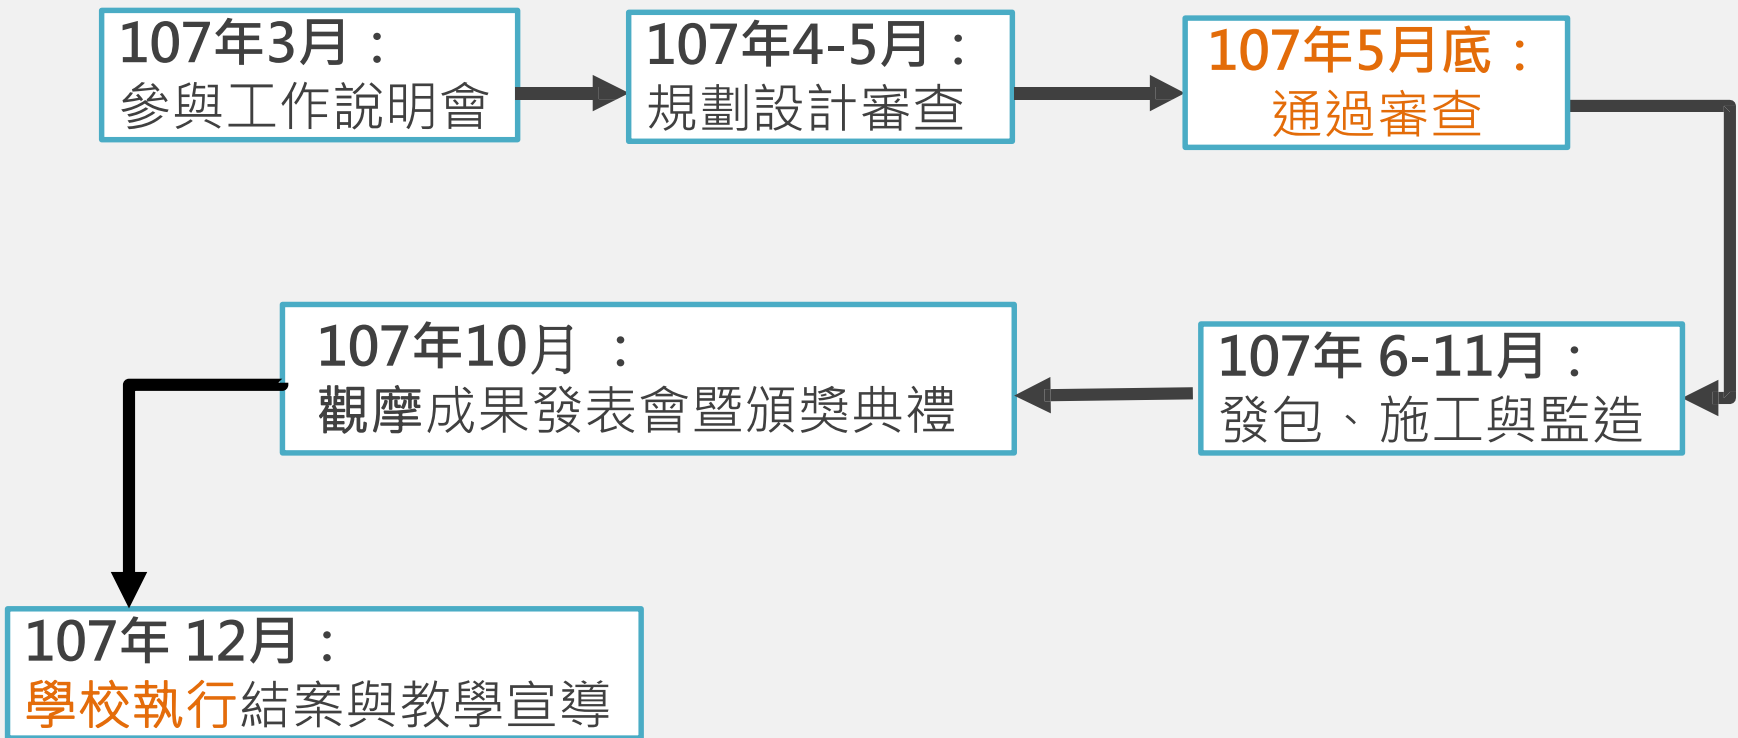 107年3月：
參與工作說明會
107年4-5月：
規劃設計審查
107年5月底：
通過審查
107年 6-11月：
發包、施工與監造
107年10月 ：
觀摩成果發表會暨頒獎典禮
107年 12月：
學校執行結案與教學宣導